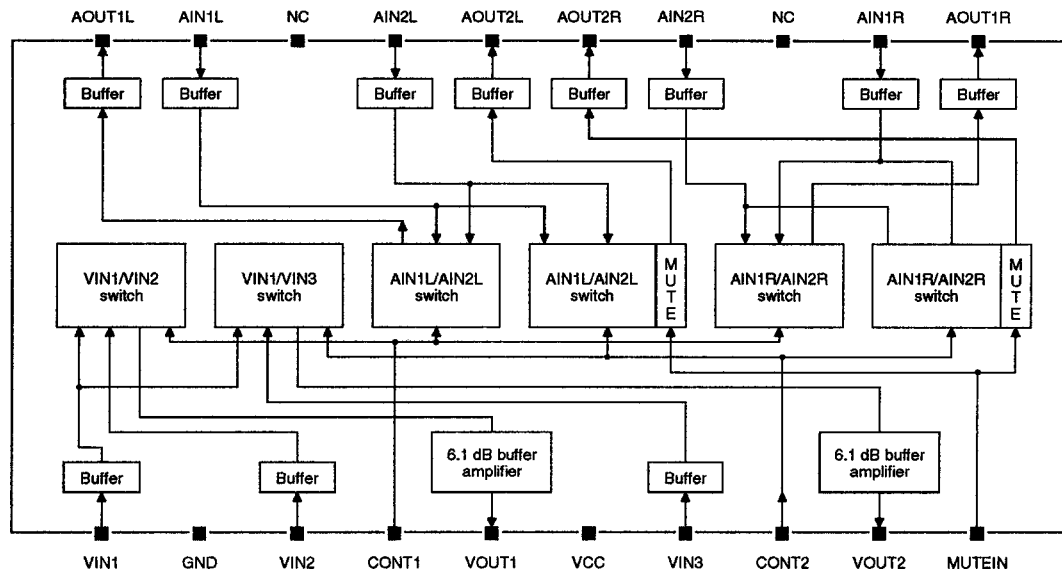 AOUT1L AIN1L NC AIN2L AOUT2L AOUT2R AIN2R NC AIN1R AOUT1R
Buffer Buffer Buffer Buffer Buffer Buffer Buffer Buffer
VIN1/VIN2
switch
VIN1/VIN3
switch
AIN1L/AIN2L
switch
AIN1L/AIN2L
switch
MUTE
AIN1R/AIN2R
switch
AIN1R/AIN2R
switch
MUTE
Buffer
Buffer
6.1 dB buffer
amplifier
Buffer
6.1 dB buffer
amplifier
VIN1 GND VIN2 CONT1 VOUT1 VCC VIN3 CONT2 VOUT2 MUTEIN